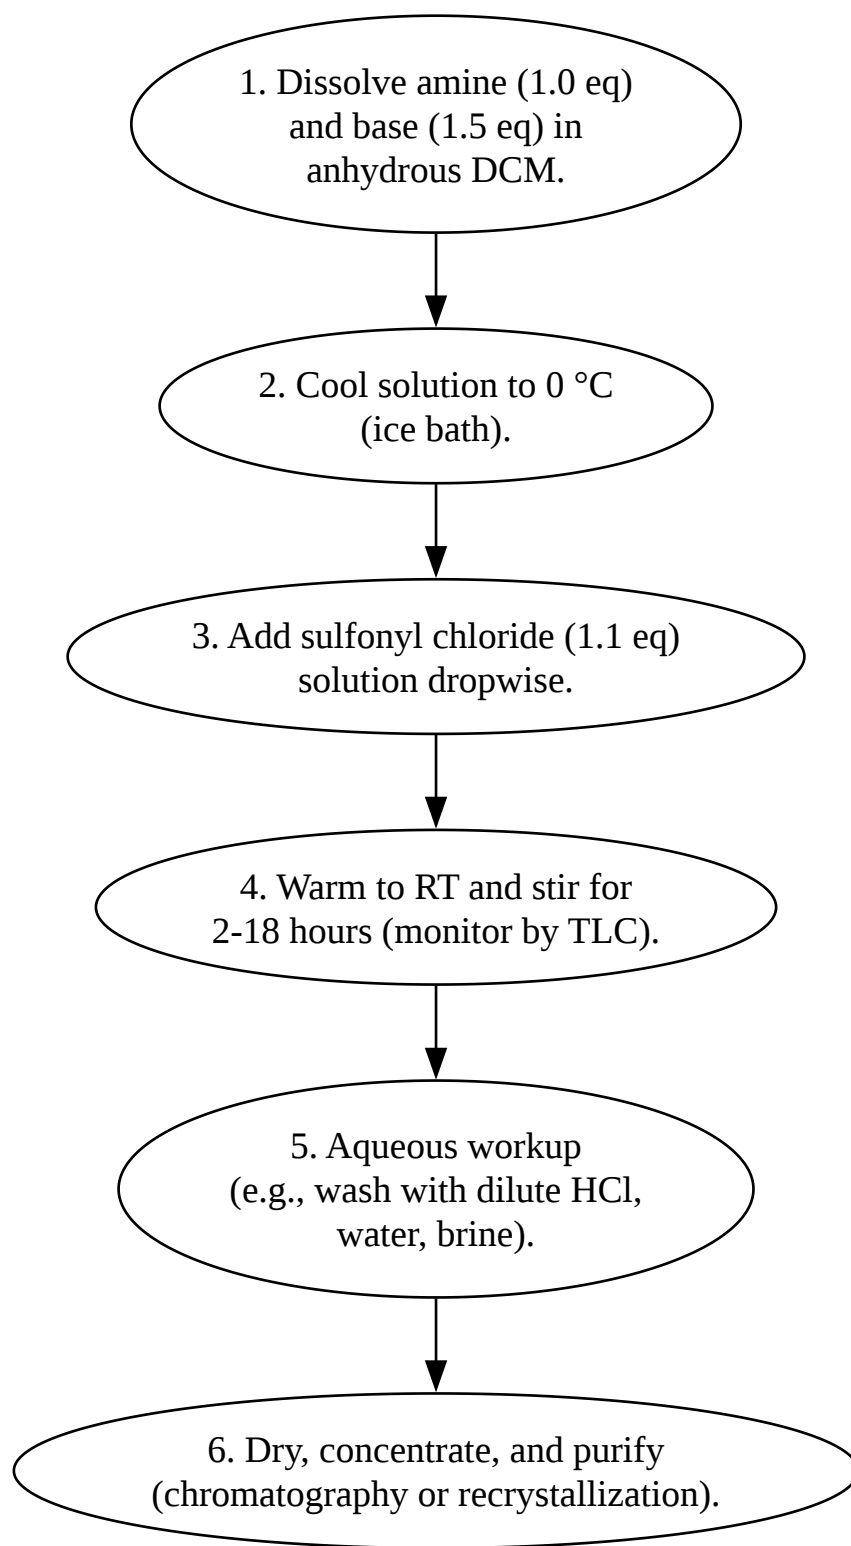 1. Dissolve amine (1.0 eq)
and base (1.5 eq) in
anhydrous DCM.
2. Cool solution to 0 °C
(ice bath).
3. Add sulfonyl chloride (1.1 eq)
solution dropwise.
4. Warm to RT and stir for
2-18 hours (monitor by TLC).
5. Aqueous workup
(e.g., wash with dilute HCl,
water, brine).
6. Dry, concentrate, and purify
(chromatography or recrystallization).